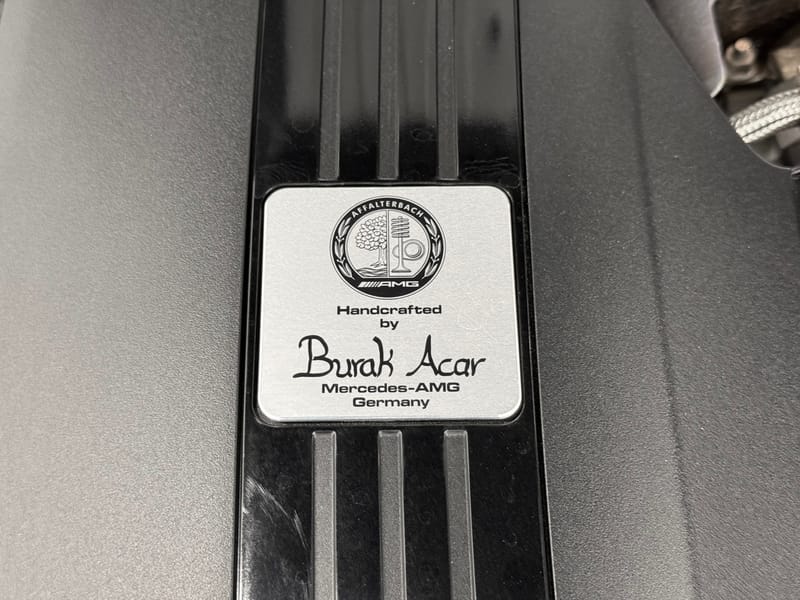 AFFALTERBACH
AMG
Handcrafted
by
Burak Acar
Mercedes-AMG
Germany